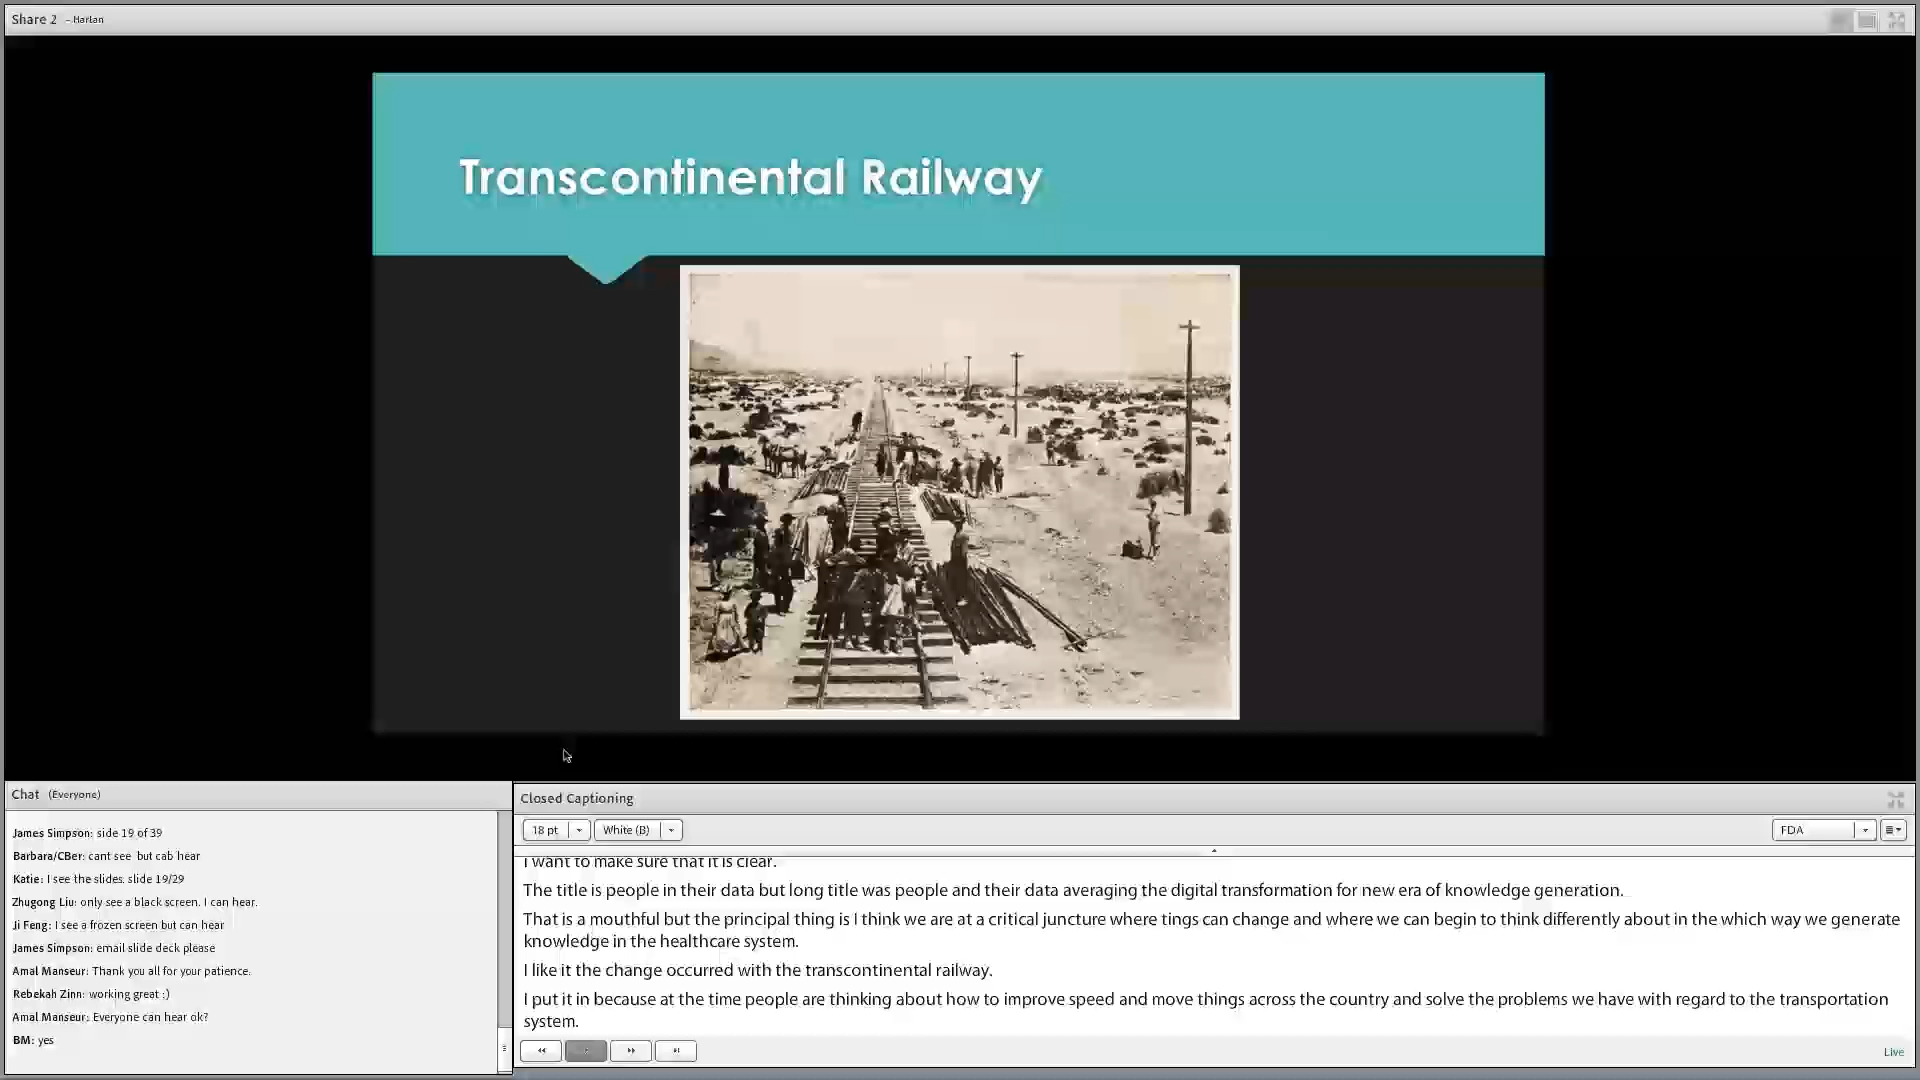 Share 2 - Harlan
Transcontinental Railway
Chat (Everyone)
James Simpson: side 19 of 39
Barbara/CBer: cant see but cab hear
Katie: I see the slides. slide 19/29
Zhugong Liu: only see a black screen. I can hear.
Ji Feng: I see a frozen screen but can hear
James Simpson: email slide deck please
Amal Manseur: Thank you all for your patience.
Rebekah Zinn: working great :)
Amal Manseur: Everyone can hear ok?
BM: yes
Closed Captioning
18 pt White (B) FDA
I want to make sure that it is clear.
The title is people in their data but long title was people and their data averaging the digital transformation for new era of knowledge generation.
That is a mouthful but the principal thing is I think we are at a critical juncture where tings can change and where we can begin to think differently about in the which way we generate
knowledge in the healthcare system.
I like it the change occurred with the transcontinental railway.
I put it in because at the time people are thinking about how to improve speed and move things across the country and solve the problems we have with regard to the transportation
system.
Live